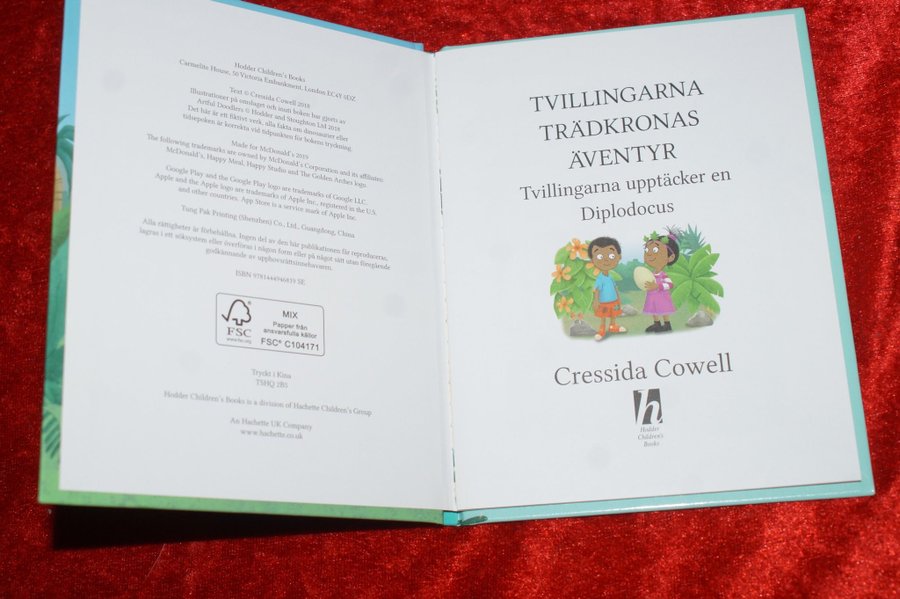 Hodder Children's Books
Carmelite House, 50 Victoria Embankment, London EC4Y 0DZ
Text © Cressida Cowell 2018
Illustrationer på omslaget och inuti boken har gjorts av
Artful Doodlers © Hodder and Stoughton Ltd 2018
Det här är ett fiktivt verk, alla fakta om dinosaurier eller
tidsepoken är korrekta vid tidpunkten för bokens tryckning.
Made for McDonald's 2019
The following trademarks are owned by McDonald's Corporation and its affiliates:
McDonald's, Happy Meal, Happy Studio and The Golden Arches logo.
Google Play and the Google Play logo are trademarks of Google LLC.
Apple and the Apple logo are trademarks of Apple Inc., registered in the U.S.
and other countries. App Store is a service mark of Apple Inc.
Tung Pak Printing (Shenzhen) Co., Ltd., Guangdong, China.
Alla rättigheter är förbehållna. Ingen del av den här publikationen får reproduceras,
lagras i ett söksystem eller överföras i någon form eller på något sätt utan föregående
godkännande av upphovsrättsinnehavaren.
ISBN 9781444946819 SE
FSC
www.fsc.org
MIX
Papper från
ansvarsfulla källor
FSC® C104171
Tryckt i Kina
TSHQ 2B5
Hodder Children's Books is a division of Hachette Children's Group
An Hachette UK Company
www.hachette.co.uk
TVILLINGARNA
TRÄDKRONAS
ÄVENTYR
Tvillingarna upptäcker en
Diplodocus
Cressida Cowell
h
Hodder
Children's
Books